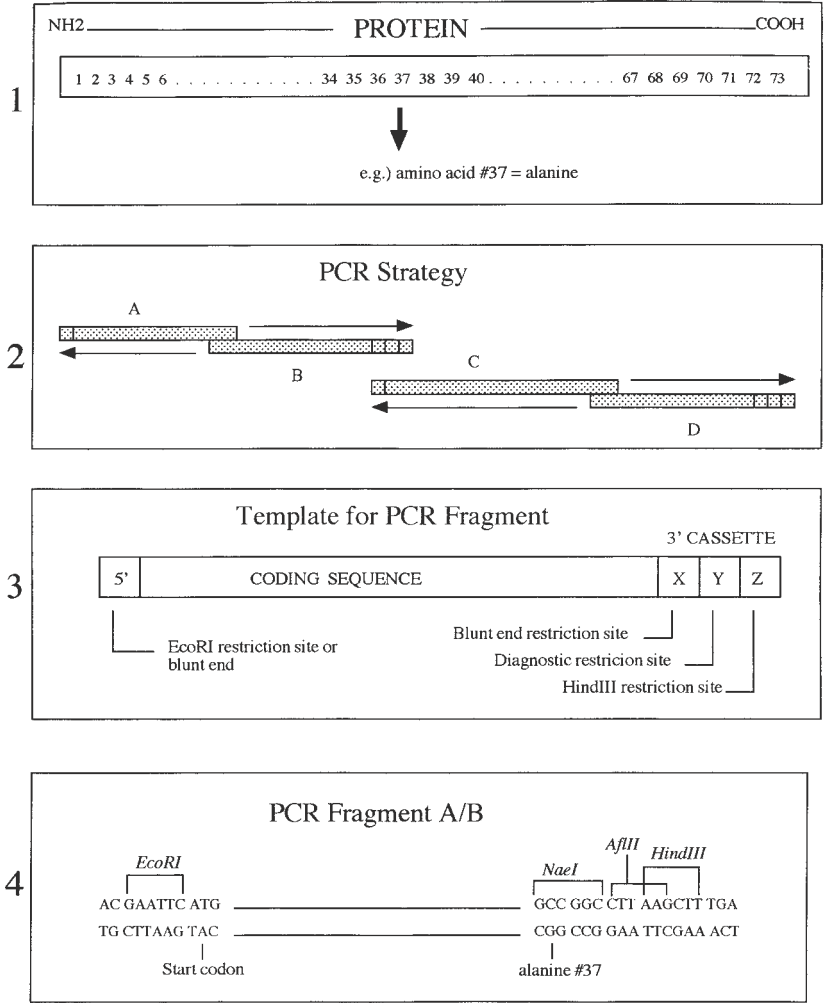 NH2 PROTEIN COOH
1 2 3 4 5 6 . . . . . . . . . . . . . . . 34 35 36 37 38 39 40 . . . . . . . . . . . . . 67 68 69 70 71 72 73
1
e.g.) amino acid #37 = alanine
PCR Strategy
A
2
B
C
D
Template for PCR Fragment
3' CASSETTE
3
5' CODING SEQUENCE X Y Z
EcoRI restriction site or
blunt end
Blunt end restriction site
Diagnostic restricion site
HindIII restriction site
PCR Fragment A/B
4
EcoRI NaeI AflII HindIII
AC GAATTC ATG GCC GGC CTT AAGCTT TGA
TG CTTAAG TAC CGG CCG GAA TTCGAA ACT
Start codon alanine #37